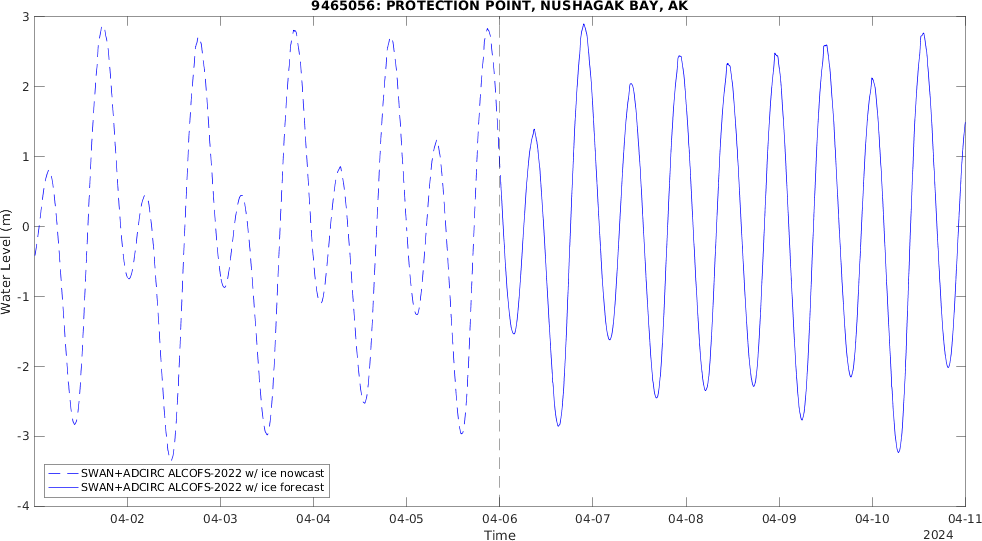 9465056: PROTECTION POINT, NUSHAGAK BAY, AK
3
2
1
0
-1
-2
-3
-4
Water Level (m)
SWAN+ADCIRC ALCOFS-2022 w/ ice nowcast
SWAN+ADCIRC ALCOFS-2022 w/ ice forecast
04-02 04-03 04-04 04-05 04-06 04-07 04-08 04-09 04-10 04-11
Time
2024